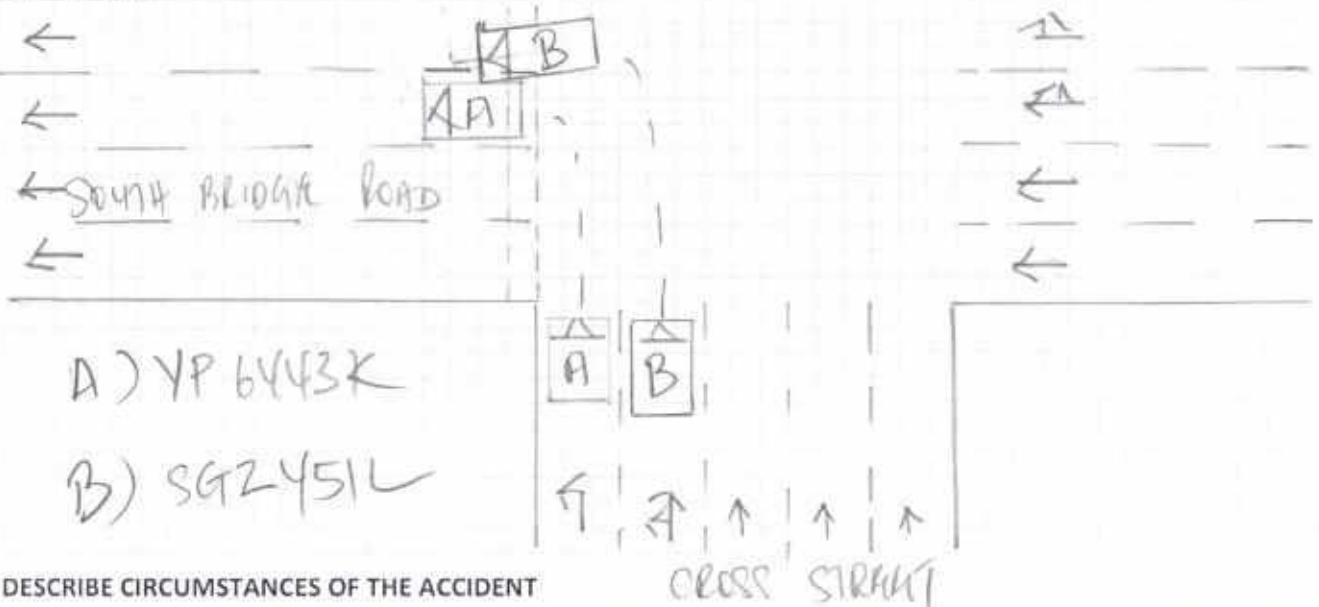 B
A
SOUTH BRIDGE ROAD
A B
A) YP 6443K
B) SG2451L
CROSS STREET
DESCRIBE CIRCUMSTANCES OF THE ACCIDENT